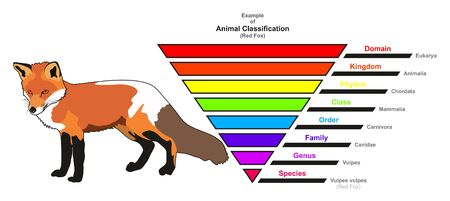 Example
of
Animal Classification
(Red Fox)
Domain
Eukarya
Kingdom
Animalia
Phylum
Chordata
Class
Mammalia
Order
Carnivora
Family
Canidae
Genus
Vulpes
Species
Vulpes vulpes
(Red Fox)